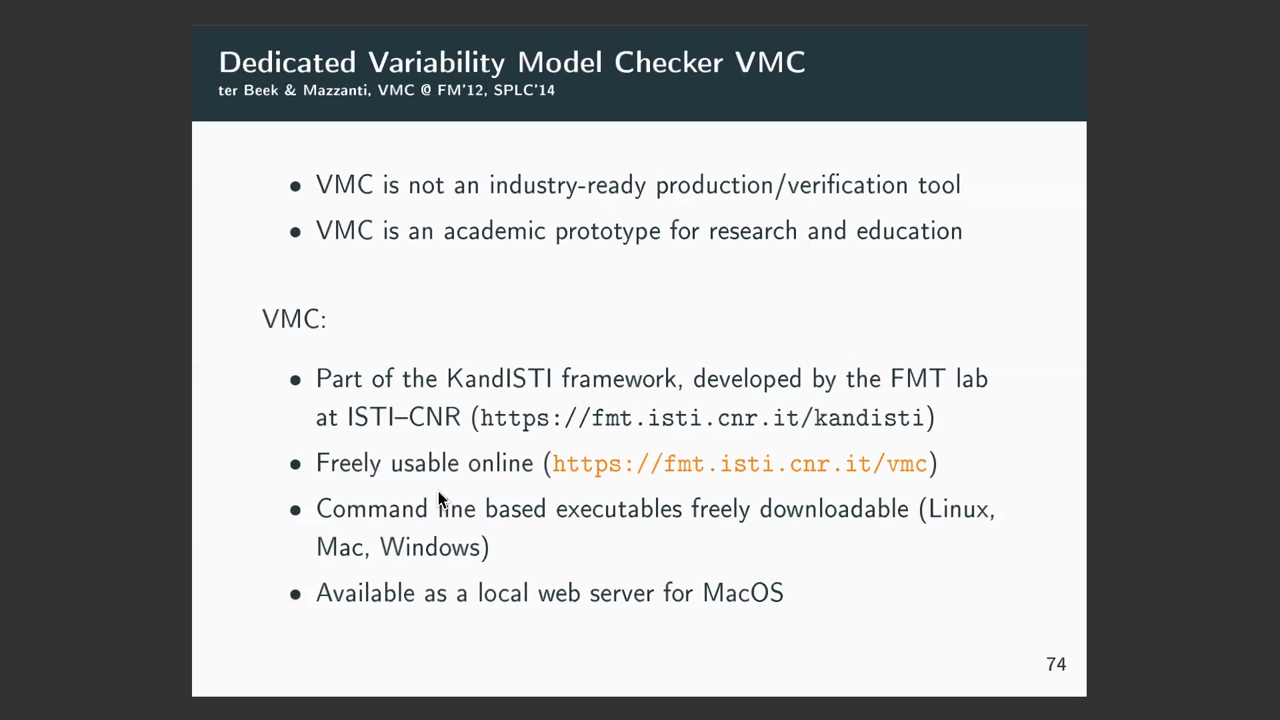 Dedicated Variability Model Checker VMC
ter Beek & Mazzanti, VMC @ FM'12, SPLC'14
• VMC is not an industry-ready production/verification tool
• VMC is an academic prototype for research and education
VMC:
• Part of the KandISTI framework, developed by the FMT lab
at ISTI–CNR (https://fmt.isti.cnr.it/kandisti)
• Freely usable online (https://fmt.isti.cnr.it/vmc)
• Command line based executables freely downloadable (Linux,
Mac, Windows)
• Available as a local web server for MacOS
74